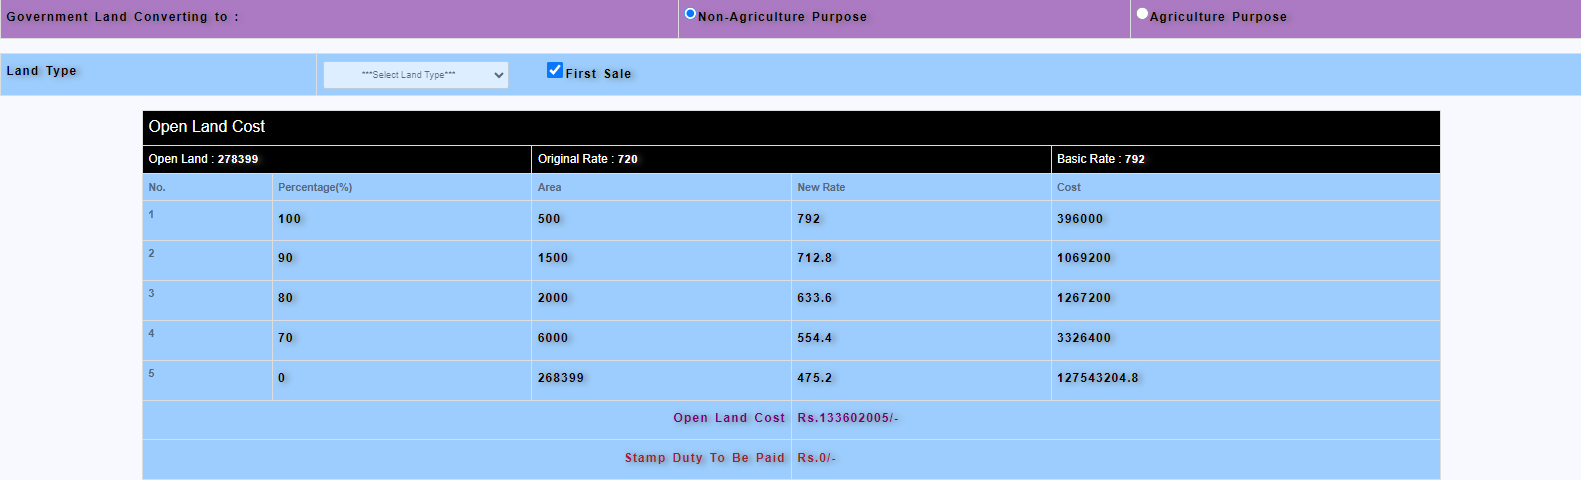 Government Land Converting to : Non-Agriculture Purpose Agriculture Purpose
Land Type ***Select Land Type*** First Sale
Open Land Cost
Open Land : 278399 Original Rate : 720 Basic Rate : 792
No. Percentage(%) Area New Rate Cost
1 100 500 792 396000
2 90 1500 712.8 1069200
3 80 2000 633.6 1267200
4 70 6000 554.4 3326400
5 0 268399 475.2 127543204.8
Open Land Cost Rs.133602005/-
Stamp Duty To Be Paid Rs.0/-